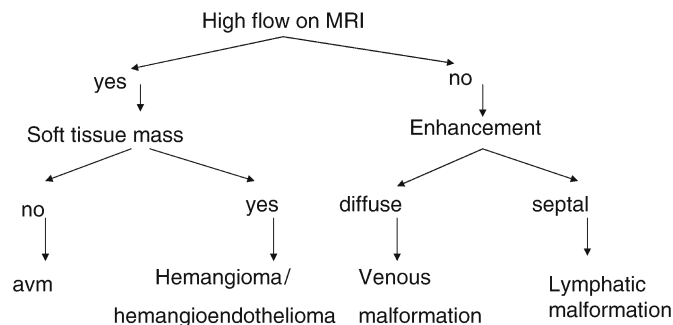 High flow on MRI
yes
no
Soft tissue mass
Enhancement
no
yes
diffuse
septal
avm
Hemangioma/
hemangioendothelioma
Venous
malformation
Lymphatic
malformation